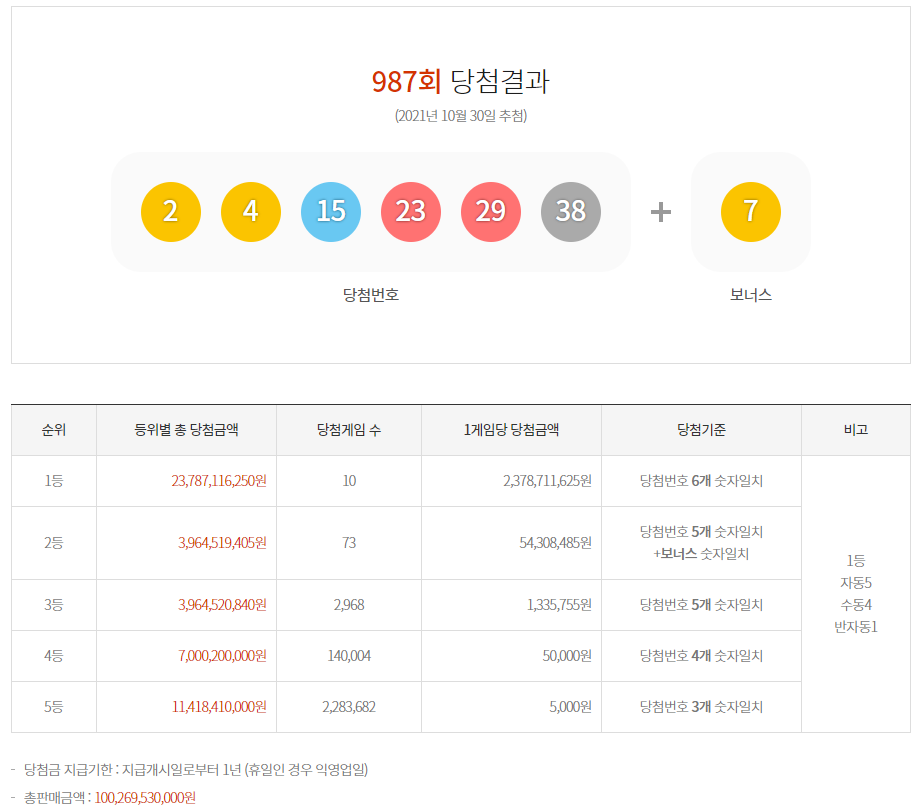 987회 당첨결과
(2021년 10월 30일 추첨)
2 4 15 23 29 38 + 7
당첨번호 보너스
순위 등위별 총 당첨금액 당첨게임 수 1게임당 당첨금액 당첨기준 비고
1등 23,787,116,250원 10 2,378,711,625원 당첨번호 6개 숫자일치
2등 3,964,519,405원 73 54,308,485원 당첨번호 5개 숫자일치
+보너스 숫자일치
3등 3,964,520,840원 2,968 1,335,755원 당첨번호 5개 숫자일치
4등 7,000,200,000원 140,004 50,000원 당첨번호 4개 숫자일치
5등 11,418,410,000원 2,283,682 5,000원 당첨번호 3개 숫자일치
1등
자동5
수동4
반자동1
- 당첨금 지급기한 : 지급개시일로부터 1년 (휴일인 경우 익영업일)
- 총판매금액 : 100,269,530,000원